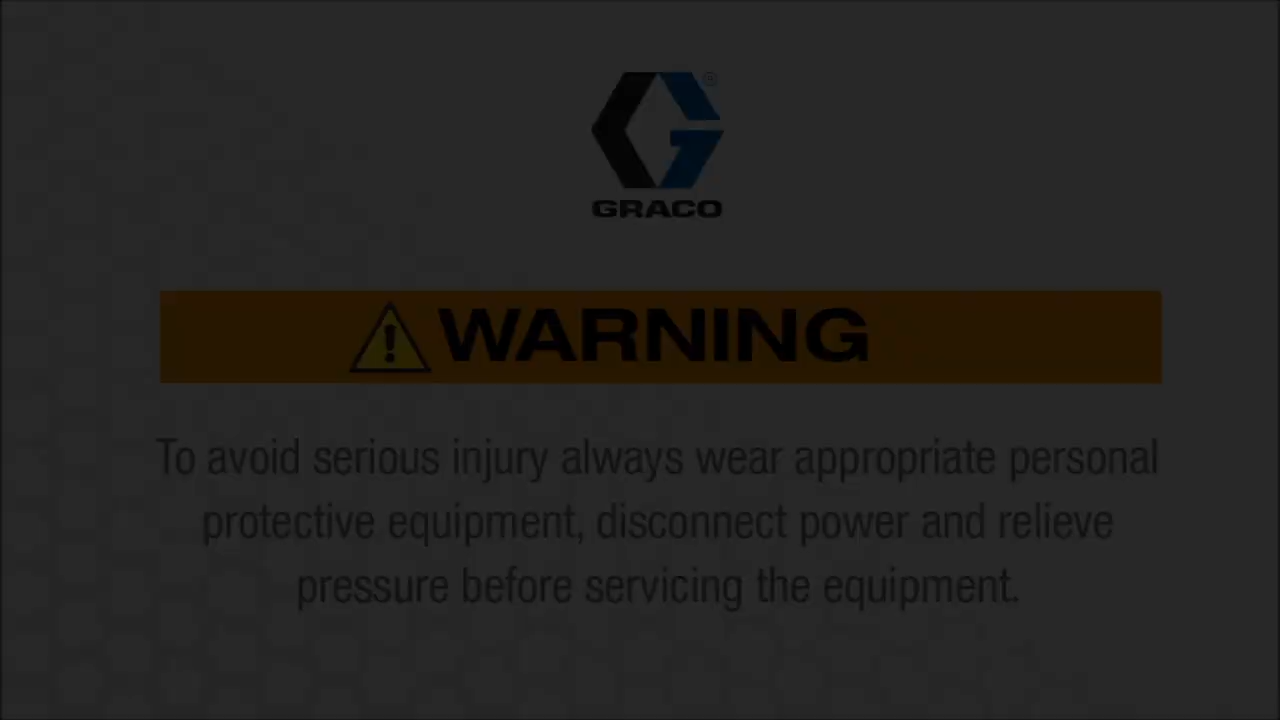 ®
GRACO
WARNING
To avoid serious injury always wear appropriate personal
protective equipment, disconnect power and relieve
pressure before servicing the equipment.